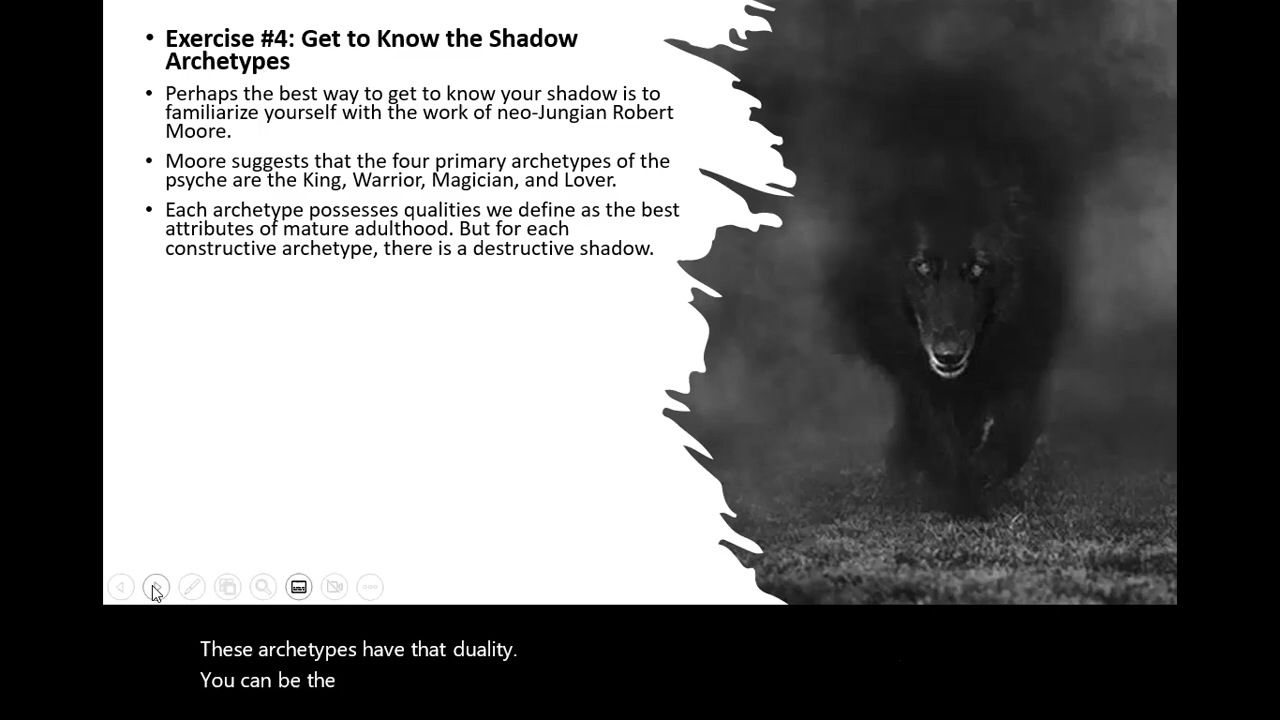 • Exercise #4: Get to Know the Shadow
Archetypes
• Perhaps the best way to get to know your shadow is to
familiarize yourself with the work of neo-Jungian Robert
Moore.
• Moore suggests that the four primary archetypes of the
psyche are the King, Warrior, Magician, and Lover.
• Each archetype possesses qualities we define as the best
attributes of mature adulthood. But for each
constructive archetype, there is a destructive shadow.
These archetypes have that duality.
You can be the